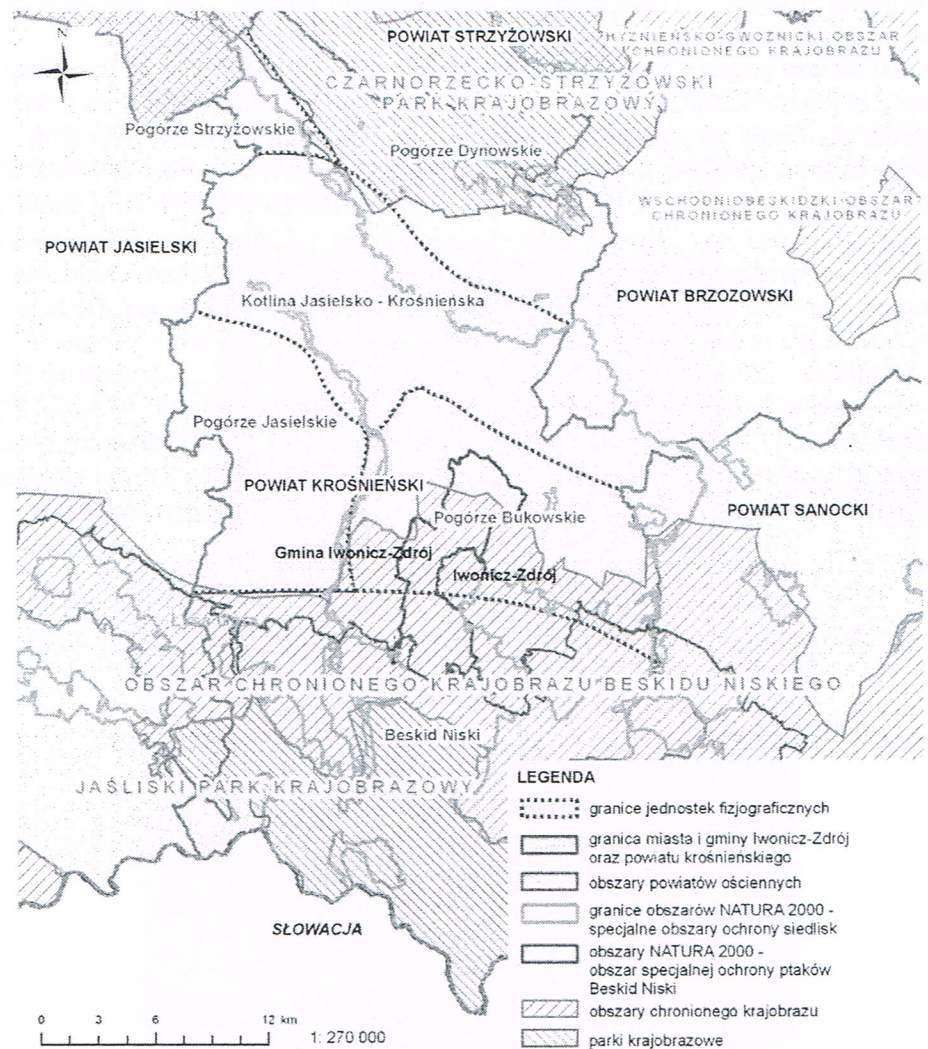 N
POWIAT STRZYŻOWSKI
HYŻNIEŃSKO-GWOŹNICKI OBSZAR
CHRONIONEGO KRAJOBRAZU
CZARNORZECKO-STRZYŻOWSKI
PARK KRAJOBRAZOWY
Pogórze Strzyżowskie
Pogórze Dynowskie
WSCHODNIOBESKIDZKI OBSZAR
CHRONIONEGO KRAJOBRAZU
POWIAT JASIELSKI
POWIAT BRZOZOWSKI
Kotlina Jasielsko - Krośnieńska
Pogórze Jasielskie
POWIAT KROŚNIEŃSKI
POWIAT SANOCKI
Pogórze Bukowskie
Gmina Iwonicz-Zdrój
Iwonicz-Zdrój
OBSZAR CHRONIONEGO KRAJOBRAZU BESKIDU NISKIEGO
Beskid Niski
JAŚLISKI PARK KRAJOBRAZOWY
SŁOWACJA
LEGENDA
granice jednostek fizjograficznych
granica miasta i gminy Iwonicz-Zdrój
oraz powiatu krośnieńskiego
obszary powiatów ościennych
granice obszarów NATURA 2000 -
specjalne obszary ochrony siedlisk
obszary NATURA 2000 -
obszar specjalnej ochrony ptaków
Beskid Niski
obszary chronionego krajobrazu
parki krajobrazowe
0 3 6 12 km
1: 270 000